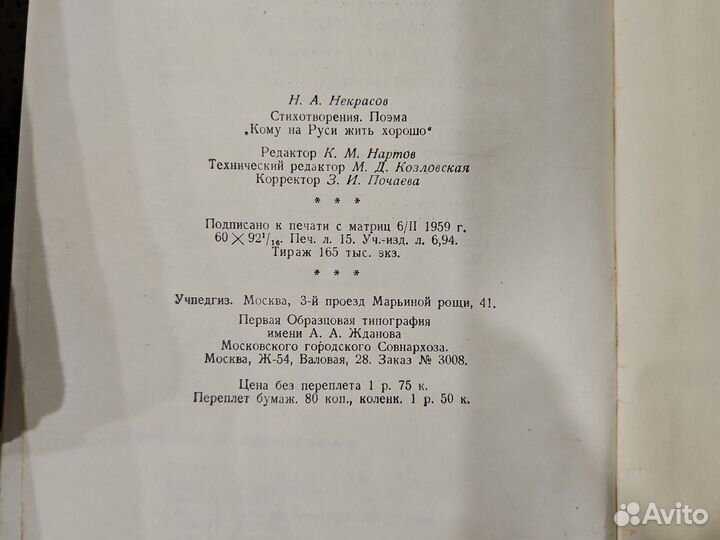 Н. А. Некрасов
Стихотворения. Поэма
„Кому на Руси жить хорошо“
Редактор К. М. Нартов
Технический редактор М. Д. Козловская
Корректор З. И. Почаева
* * *
Подписано к печати с матриц 6/II 1959 г.
60 × 92¹/₁₆. Печ. л. 15. Уч.-изд. л. 6,94.
Тираж 165 тыс. экз.
* * *
Учпедгиз. Москва, 3-й проезд Марьиной рощи, 41.
Первая Образцовая типография
имени А. А. Жданова
Московского городского Совнархоза.
Москва, Ж-54, Валовая, 28. Заказ № 3008.
Цена без переплета 1 р. 75 к.
Переплет бумаж. 80 коп., коленк. 1 р. 50 к.
Avito